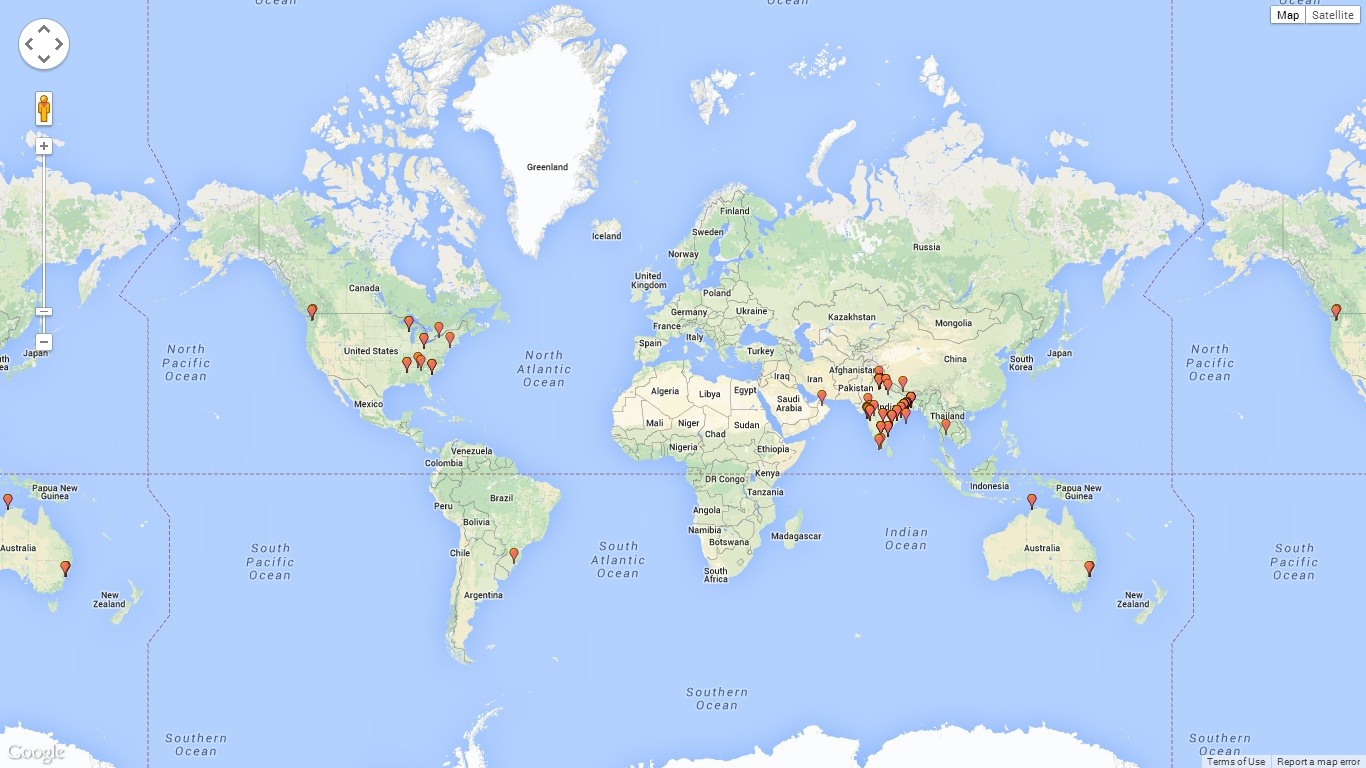 Ocean
Ocean
Ocean
Map
Satellite
Greenland
Finland
Iceland
Sweden
Russia
Norway
United
Kingdom
Canada
Poland
Germany
Ukraine
Kazakhstan
Mongolia
France
Italy
Spain
North
Pacific
Ocean
Japan
United States
North
Atlantic
Ocean
Turkey
China
South
Korea
Japan
North
Pacific
Ocean
Iraq
Iran
Afghanistan
Pakistan
Algeria
Libya
Egypt
Saudi
Arabia
Mexico
Mali
Niger
Chad
Sudan
Thailand
Nigeria
Ethiopia
Venezuela
Colombia
Kenya
DR Congo
Tanzania
Indonesia
Papua New
Guinea
Papua New
Guinea
Brazil
Peru
Angola
Bolivia
Namibia
Botswana
Madagascar
Indian
Ocean
Australia
Australia
Chile
South
Pacific
Ocean
South
Atlantic
Ocean
South
Pacific
Ocean
South
Africa
Argentina
New
Zealand
New
Zealand
Southern
Ocean
Southern
Ocean
Southern
Ocean
Google
Terms of Use
Report a map error